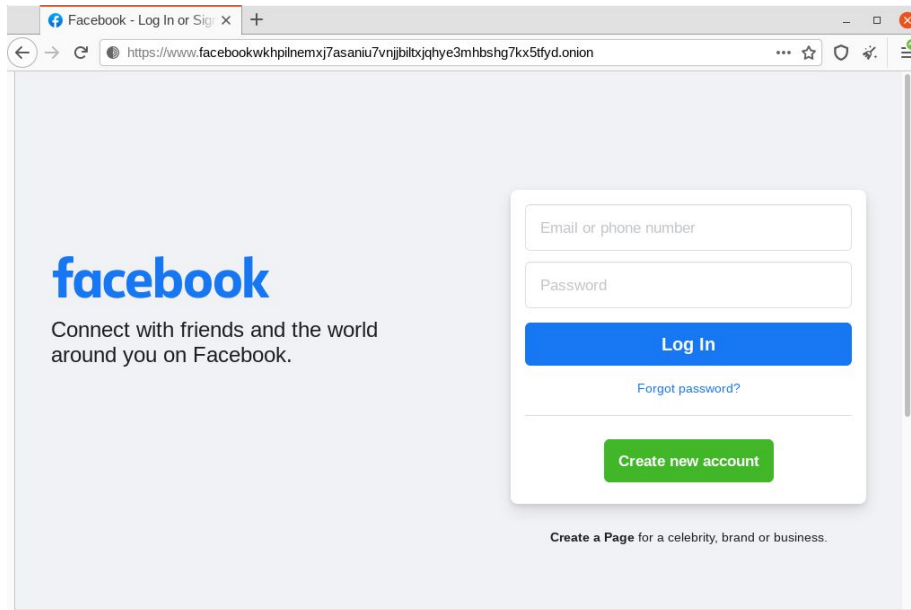 Facebook - Log In or Sig
https://www.facebookwkhpilnemxj7asaniu7vnjjbiltxjqhye3mhbshg7kx5tfyd.onion
facebook
Connect with friends and the world
around you on Facebook.
Email or phone number
Password
Log In
Forgot password?
Create new account
Create a Page for a celebrity, brand or business.